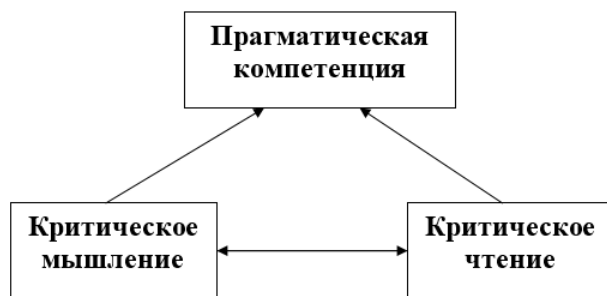 Прагматическая
компетенция
Критическое
мышление
Критическое
чтение